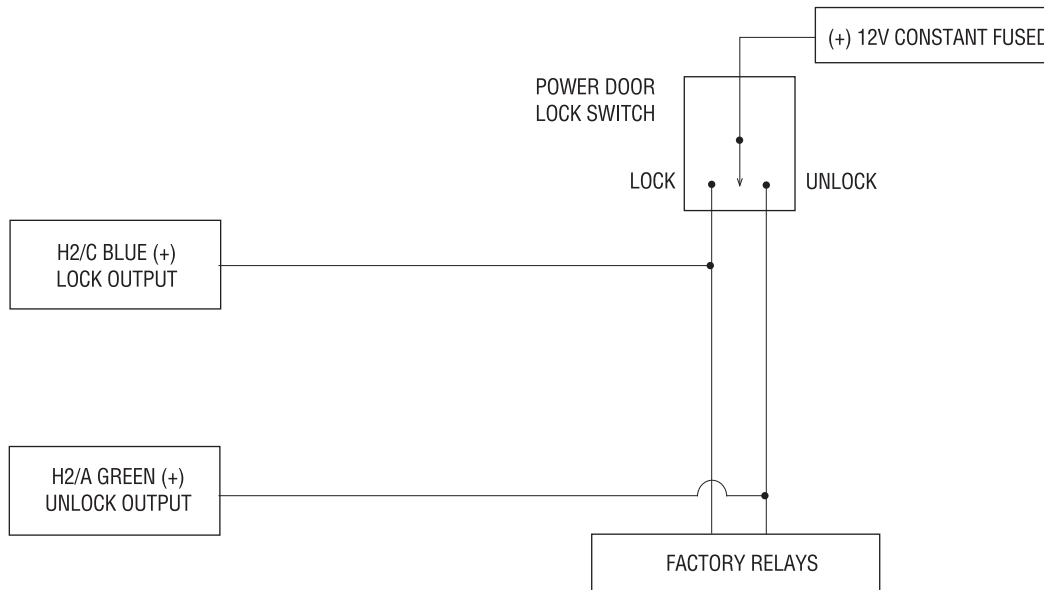 (+) 12V CONSTANT FUSED
POWER DOOR
LOCK SWITCH
LOCK
UNLOCK
H2/C BLUE (+)
LOCK OUTPUT
H2/A GREEN (+)
UNLOCK OUTPUT
FACTORY RELAYS